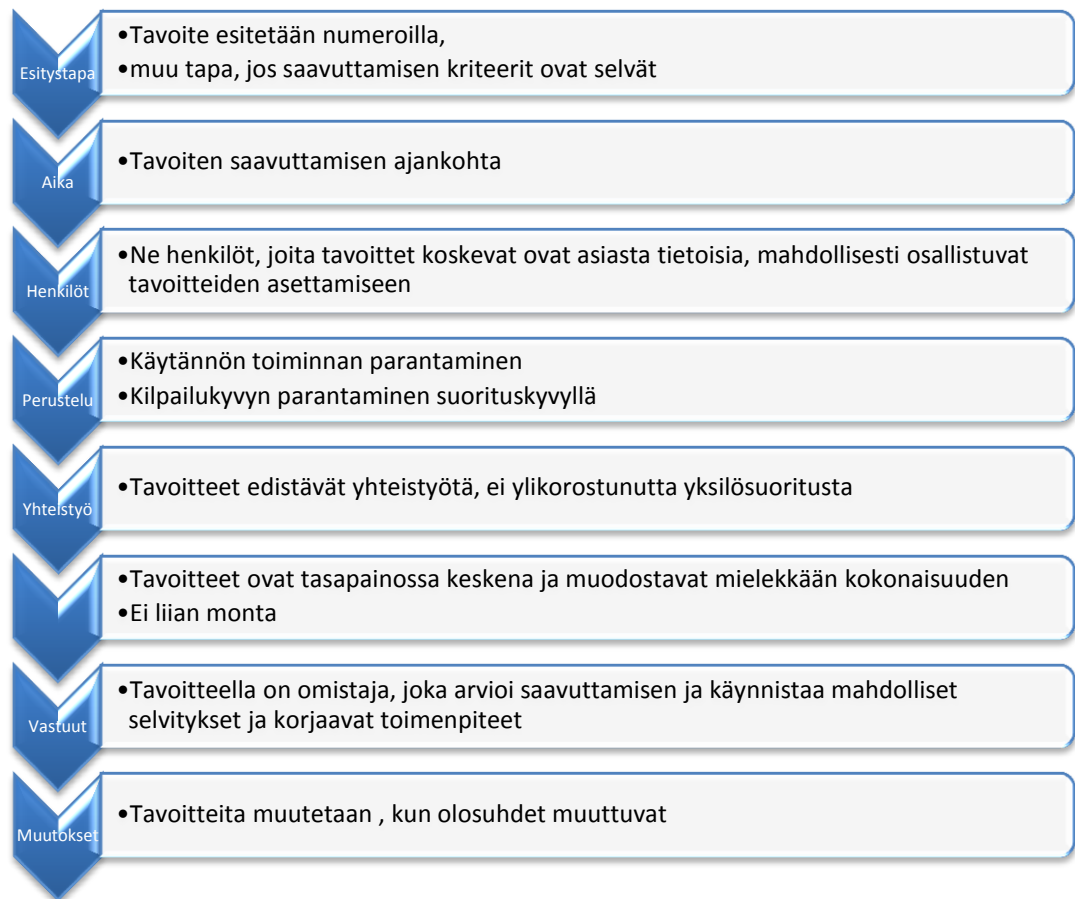 Esitystapa
•Tavoite esitetään numeroilla,
•muu tapa, jos saavuttamisen kriteerit ovat selvät
Aika
•Tavoiten saavuttamisen ajankohta
Henkilöt
•Ne henkilöt, joita tavoittet koskevat ovat asiasta tietoisia, mahdollisesti osallistuvat
tavoitteiden asettamiseen
Perustelu
•Käytännön toiminnan parantaminen
•Kilpailukyvyn parantaminen suorituskyvyllä
Yhteistyö
•Tavoitteet edistävät yhteistyötä, ei ylikorostunutta yksilösuoritusta
•Tavoitteet ovat tasapainossa keskena ja muodostavat mielekkään kokonaisuuden
•Ei liian monta
Vastuut
•Tavoitteella on omistaja, joka arvioi saavuttamisen ja käynnistaa mahdolliset
selvitykset ja korjaavat toimenpiteet
Muutokset
•Tavoitteita muutetaan , kun olosuhdet muuttuvat